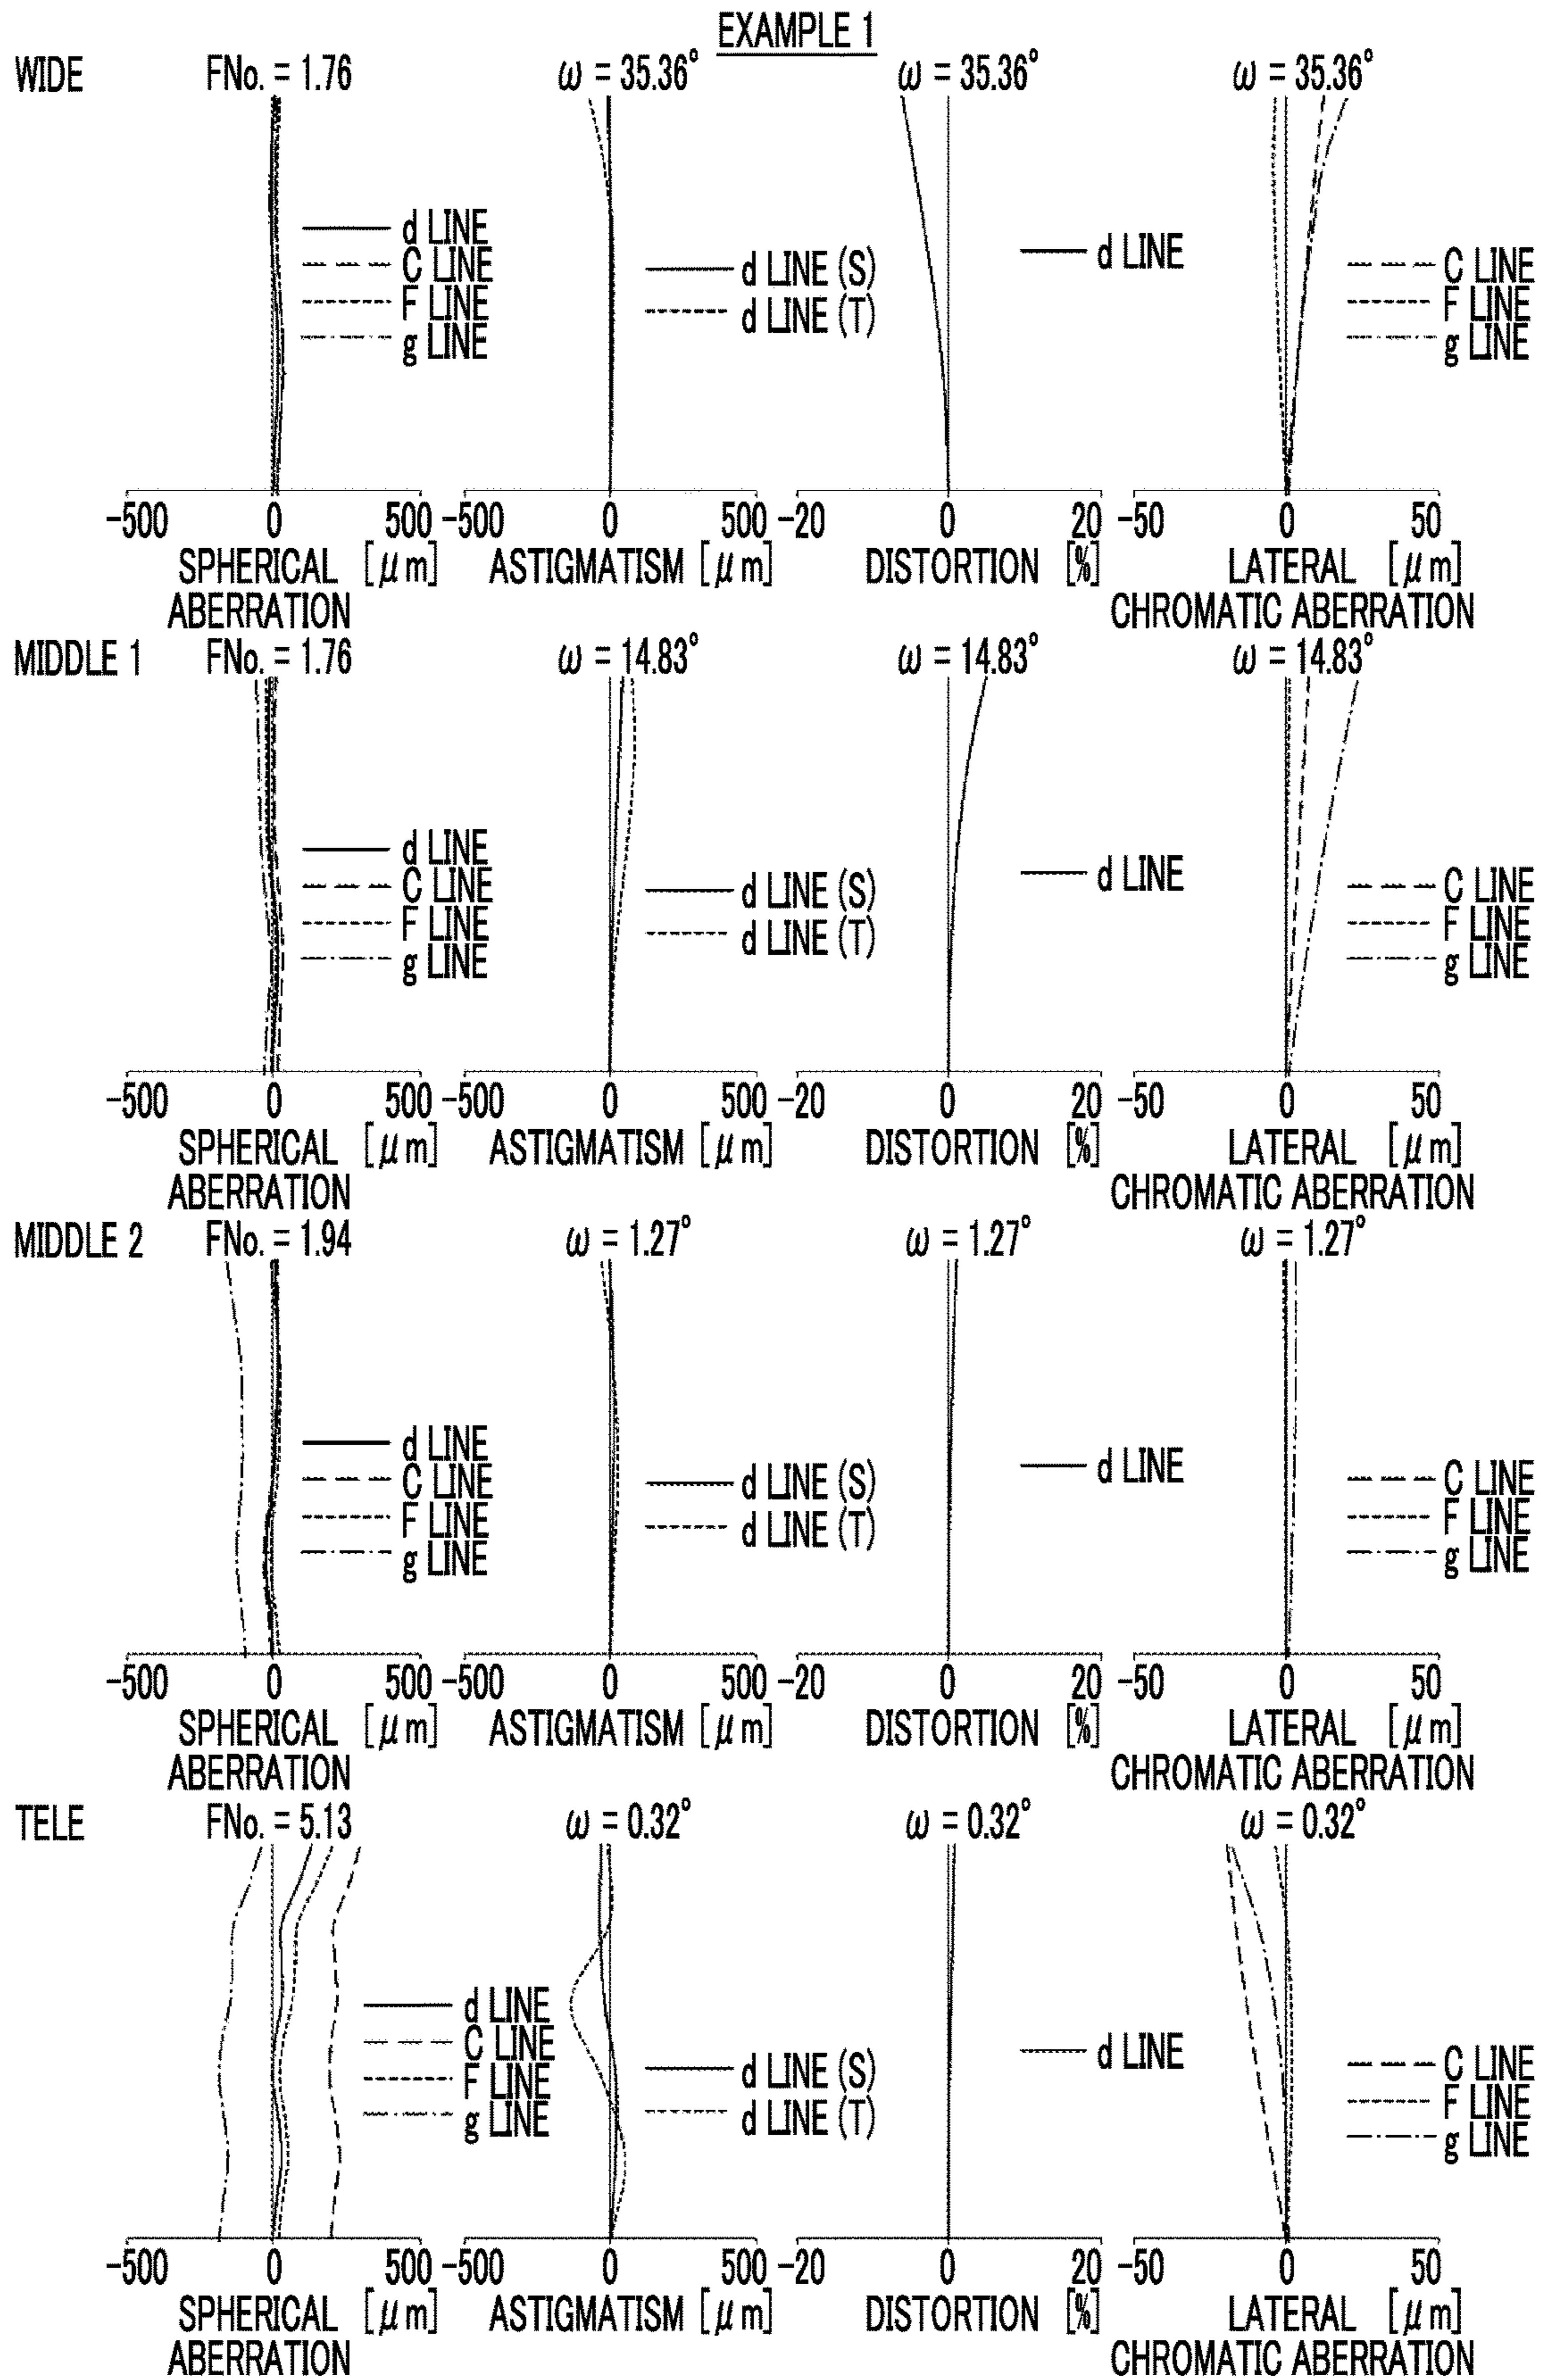 EXAMPLE 1
WIDE FNo. = 1.76 ω = 35.36° ω = 35.36° ω = 35.36°
d LINE
C LINE
F LINE
g LINE
d LINE (S)
d LINE (T)
d LINE
C LINE
F LINE
g LINE
-500 0 500 -500 0 500 -20 0 20 -50 0 50
SPHERICAL [μm] ASTIGMATISM [μm] DISTORTION [%] LATERAL [μm]
ABERRATION CHROMATIC ABERRATION
MIDDLE 1 FNo. = 1.76 ω = 14.83° ω = 14.83° ω = 14.83°
d LINE
C LINE
F LINE
g LINE
d LINE (S)
d LINE (T)
d LINE
C LINE
F LINE
g LINE
-500 0 500 -500 0 500 -20 0 20 -50 0 50
SPHERICAL [μm] ASTIGMATISM [μm] DISTORTION [%] LATERAL [μm]
ABERRATION CHROMATIC ABERRATION
MIDDLE 2 FNo. = 1.94 ω = 1.27° ω = 1.27° ω = 1.27°
d LINE
C LINE
F LINE
g LINE
d LINE (S)
d LINE (T)
d LINE
C LINE
F LINE
g LINE
-500 0 500 -500 0 500 -20 0 20 -50 0 50
SPHERICAL [μm] ASTIGMATISM [μm] DISTORTION [%] LATERAL [μm]
ABERRATION CHROMATIC ABERRATION
TELE FNo. = 5.13 ω = 0.32° ω = 0.32° ω = 0.32°
d LINE
C LINE
F LINE
g LINE
d LINE (S)
d LINE (T)
d LINE
C LINE
F LINE
g LINE
-500 0 500 -500 0 500 -20 0 20 -50 0 50
SPHERICAL [μm] ASTIGMATISM [μm] DISTORTION [%] LATERAL [μm]
ABERRATION CHROMATIC ABERRATION